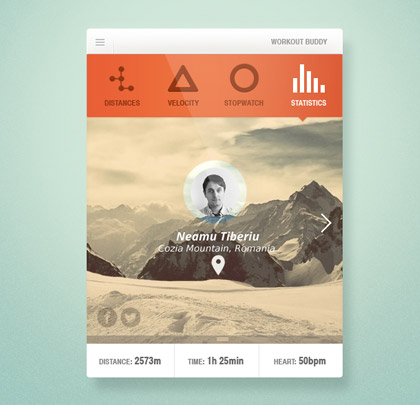 WORKOUT BUDDY
DISTANCES VELOCITY STOPWATCH STATISTICS
Neamu Tiberiu
Cozia Mountain, Romania
DISTANCE: 2573m TIME: 1h 25min HEART: 50bpm